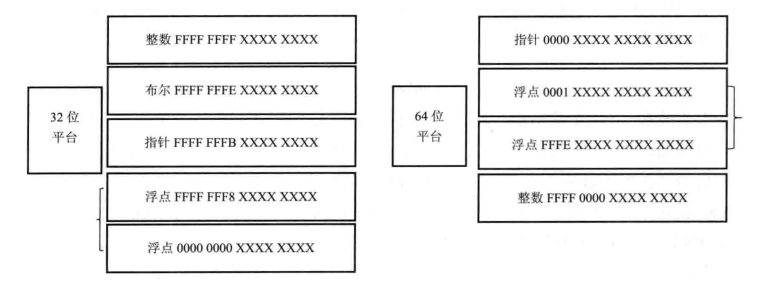 整数 FFFF FFFF XXXX XXXX
布尔 FFFF FFFE XXXX XXXX
32 位
平台
指针 FFFF FFFB XXXX XXXX
浮点 FFFF FFF8 XXXX XXXX
浮点 0000 0000 XXXX XXXX
指针 0000 XXXX XXXX XXXX
浮点 0001 XXXX XXXX XXXX
64 位
平台
浮点 FFFE XXXX XXXX XXXX
整数 FFFF 0000 XXXX XXXX